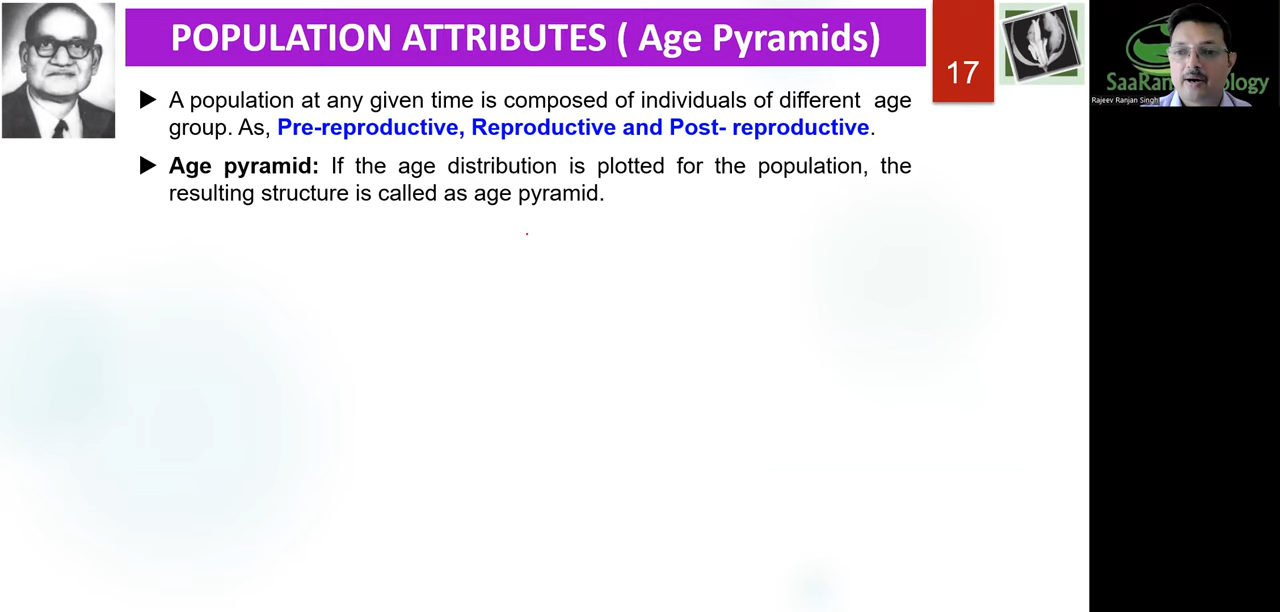 POPULATION ATTRIBUTES ( Age Pyramids)
17
SaaRan
ology
Rajeev Ranjan Singh
A population at any given time is composed of individuals of different age
group. As, Pre-reproductive, Reproductive and Post- reproductive.
Age pyramid: If the age distribution is plotted for the population, the
resulting structure is called as age pyramid.